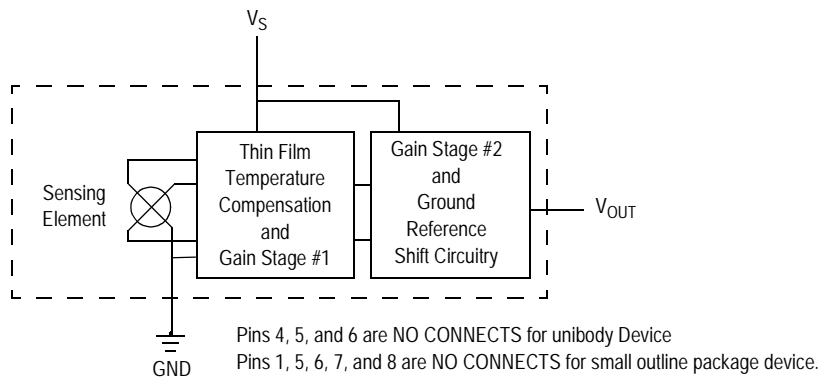 VS
Sensing
Element
Thin Film
Temperature
Compensation
and
Gain Stage #1
Gain Stage #2
and
Ground
Reference
Shift Circuitry
VOUT
GND
Pins 4, 5, and 6 are NO CONNECTS for unibody Device
Pins 1, 5, 6, 7, and 8 are NO CONNECTS for small outline package device.